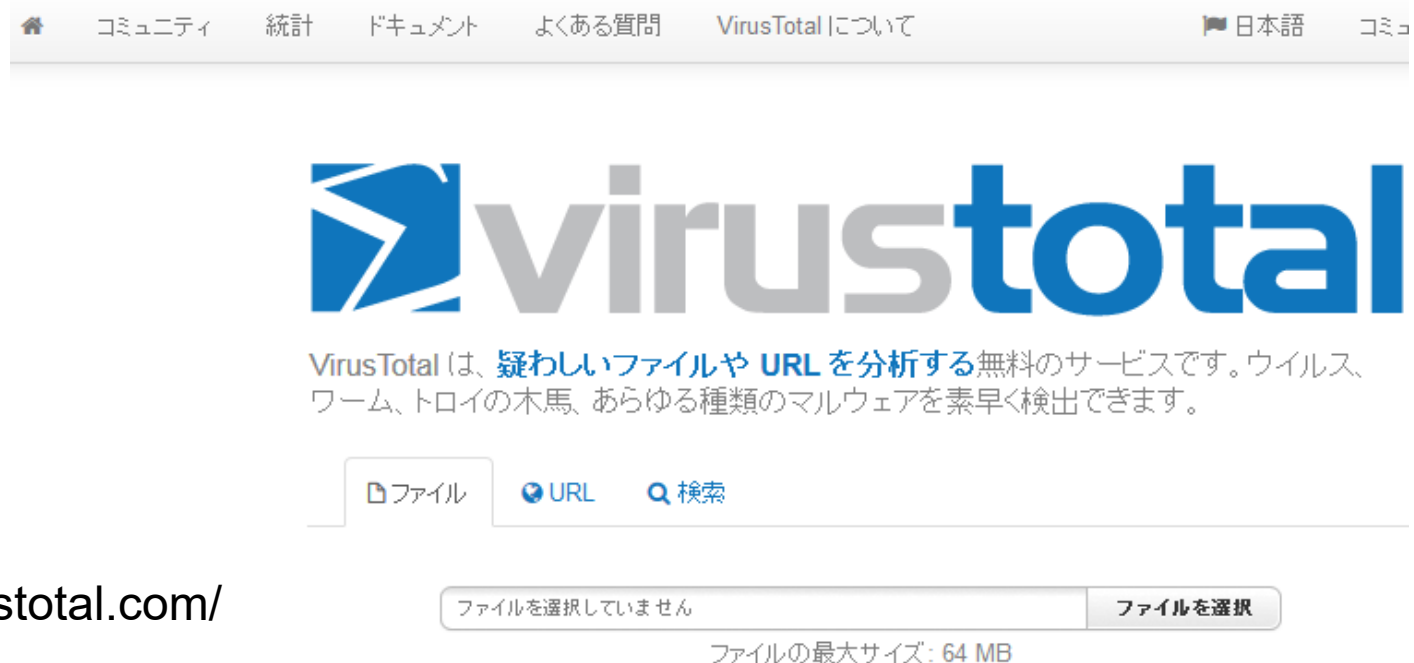 コミュニティ 統計 ドキュメント よくある質問 VirusTotal について 日本語 コミュ
virustotal
VirusTotal は、疑わしいファイルや URL を分析する無料のサービスです。ウイルス、
ワーム、トロイの木馬、あらゆる種類のマルウェアを素早く検出できます。
ファイル URL 検索
stotal.com/
ファイルを選択していません ファイルを選択
ファイルの最大サイズ: 64 MB